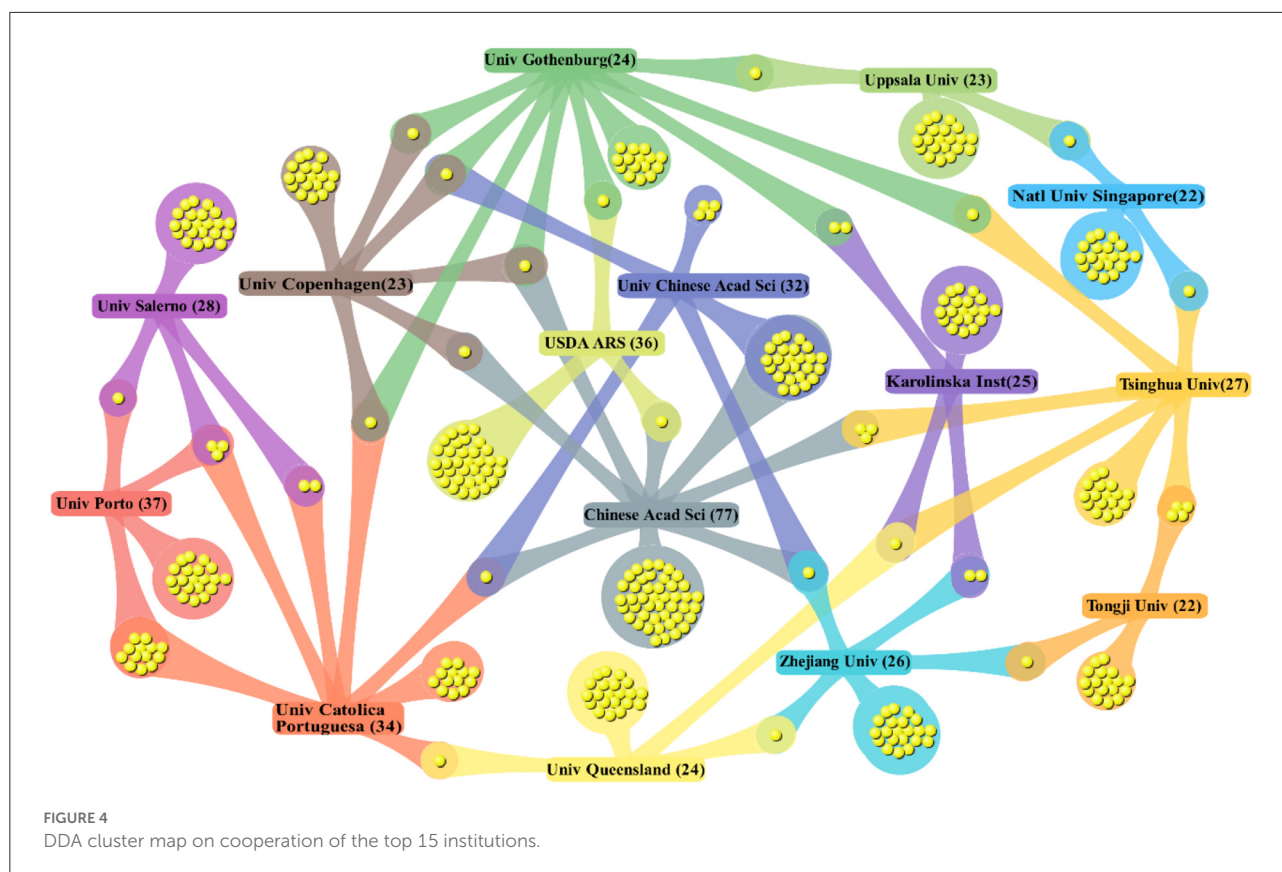 Univ Gothenburg(24)
Uppsala Univ (23)
Natl Univ Singapore(22)
Univ Copenhagen(23)
Univ Chinese Acad Sci (32)
Univ Salerno (28)
USDA ARS (36)
Karolinska Inst(25)
Tsinghua Univ(27)
Univ Porto (37)
Chinese Acad Sci (77)
Tongji Univ (22)
Zhejiang Univ (26)
Univ Catolica
Portuguesa (34)
Univ Queensland (24)
FIGURE 4
DDA cluster map on cooperation of the top 15 institutions.